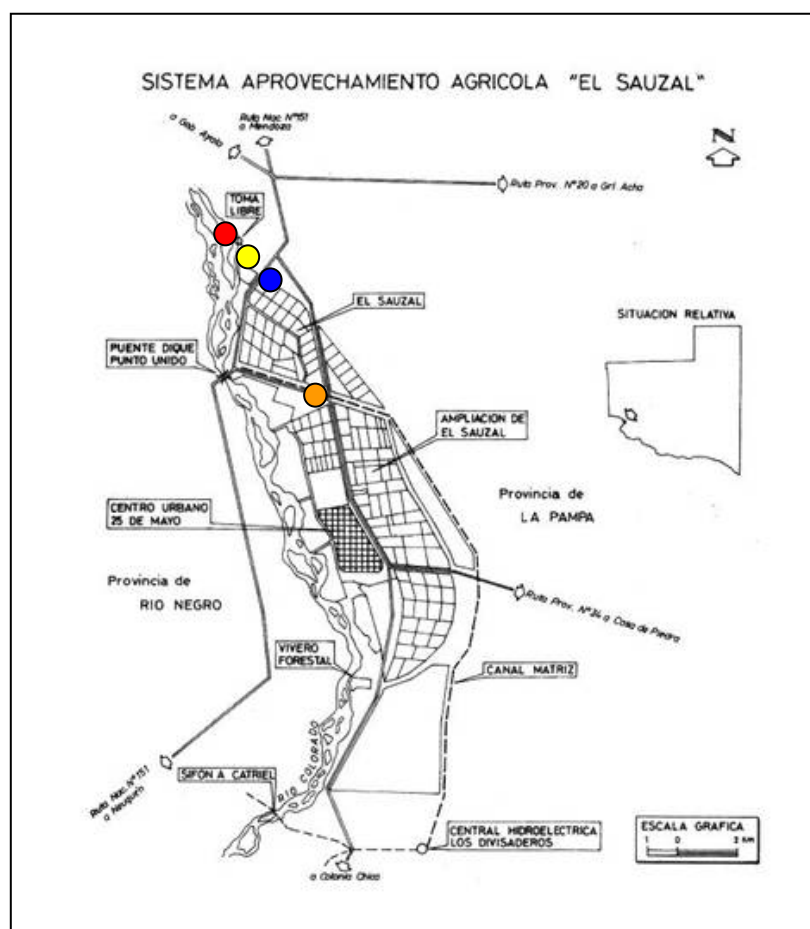 SISTEMA APROVECHAMIENTO AGRICOLA "EL SAUZAL"
a Gob. Ayala
Ruta Nac. Nº151
a Mendoza
N
Ruta Prov. Nº20 a Grl. Acha
TOMA
LIBRE
EL SAUZAL
SITUACION RELATIVA
PUENTE DIQUE
PUNTO UNIDO
AMPLIACION DE
EL SAUZAL
Provincia de
LA PAMPA
CENTRO URBANO
25 DE MAYO
Provincia de
RIO NEGRO
Ruta Prov. Nº34 a Casa de Piedra
VIVERO
FORESTAL
CANAL MATRIZ
RIO COLORADO
Ruta Nac. Nº151
a Neuquén
SIFON A CATRIEL
CENTRAL HIDROELECTRICA
LOS DIVISADEROS
ESCALA GRAFICA
1 0 2 km
a Colonia Chica